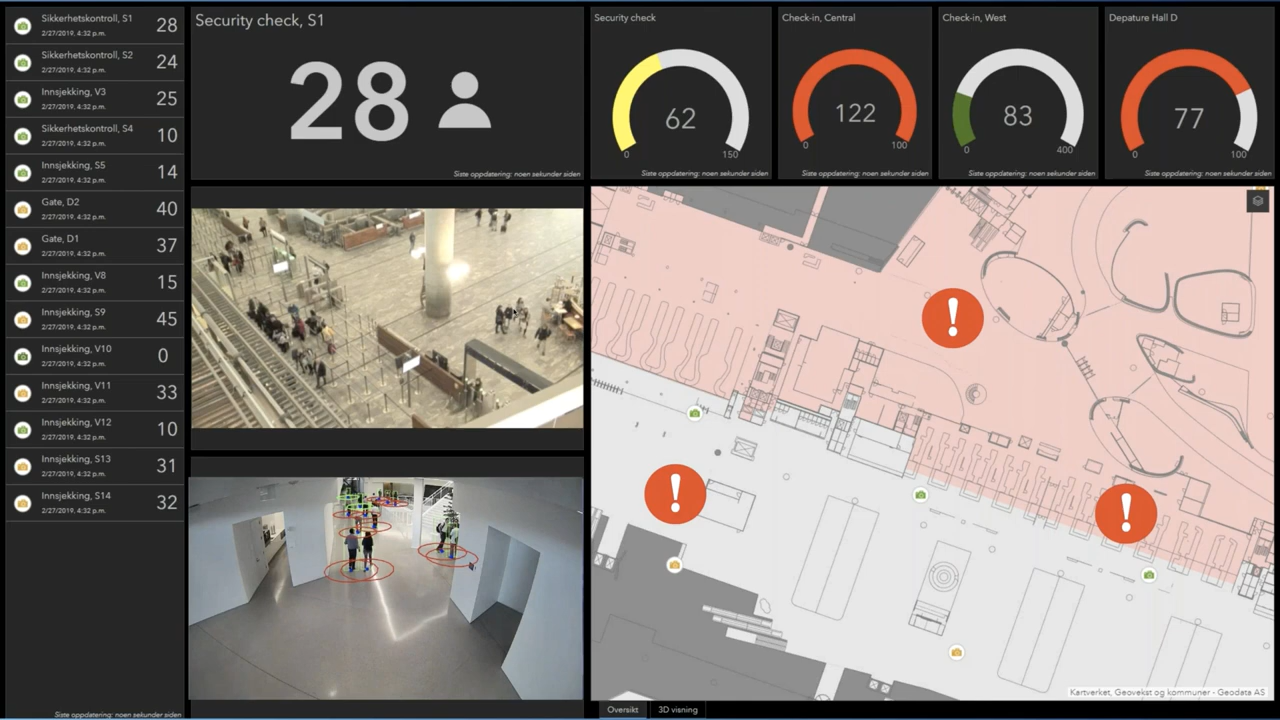 Sikkerhetskontroll, S1
28
2/27/2019, 4:32 p.m.
Sikkerhetskontroll, S2
24
2/27/2019, 4:32 p.m.
Innsjekking, V3
25
2/27/2019, 4:32 p.m.
Sikkerhetskontroll, S4
10
2/27/2019, 4:32 p.m.
Innsjekking, S5
14
2/27/2019, 4:32 p.m.
Gate, D2
40
2/27/2019, 4:32 p.m.
Gate, D1
37
2/27/2019, 4:32 p.m.
Innsjekking, V8
15
2/27/2019, 4:32 p.m.
Innsjekking, S9
45
2/27/2019, 4:32 p.m.
Innsjekking, V10
0
2/27/2019, 4:32 p.m.
Innsjekking, V11
33
2/27/2019, 4:32 p.m.
Innsjekking, V12
10
2/27/2019, 4:32 p.m.
Innsjekking, S13
31
2/27/2019, 4:32 p.m.
Innsjekking, S14
32
2/27/2019, 4:32 p.m.
Siste oppdatering: noen sekunder siden
Security check, S1
28
Siste oppdatering: noen sekunder siden
Security check
62
0 150
Siste oppdatering: noen sekunder siden
Check-in, Central
122
0 100
Siste oppdatering: noen sekunder siden
Check-in, West
83
0 400
Siste oppdatering: noen sekunder siden
Depature Hall D
77
0 100
Siste oppdatering: noen sekunder siden
!
!
!
Kartverket, Geovekst og kommuner - Geodata AS
Oversikt 3D visning